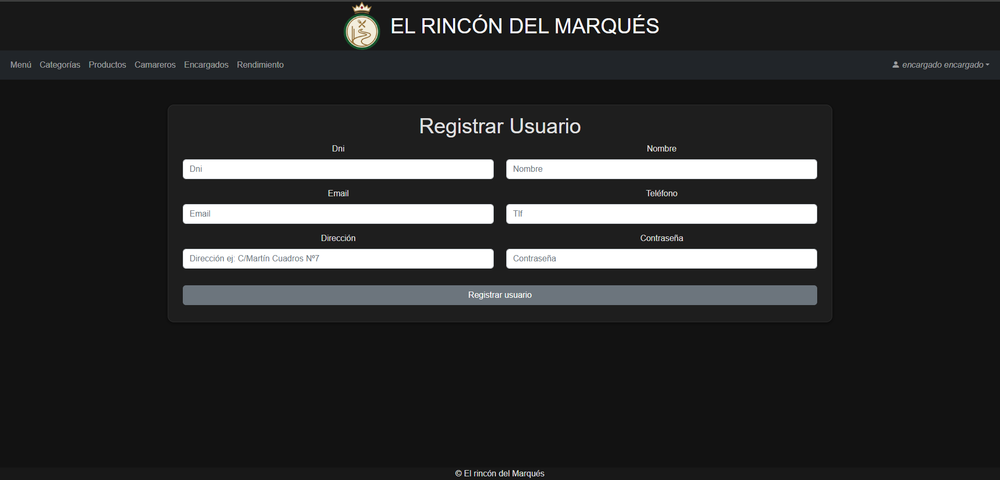 EL RINCÓN DEL MARQUÉS
Menú Categorías Productos Camareros Encargados Rendimiento encargado encargado
Registrar Usuario
Dni Nombre
Dni Nombre
Email Teléfono
Email Tlf
Dirección Contraseña
Dirección ej: C/Martín Cuadros Nº7 Contraseña
Registrar usuario
© El rincón del Marqués